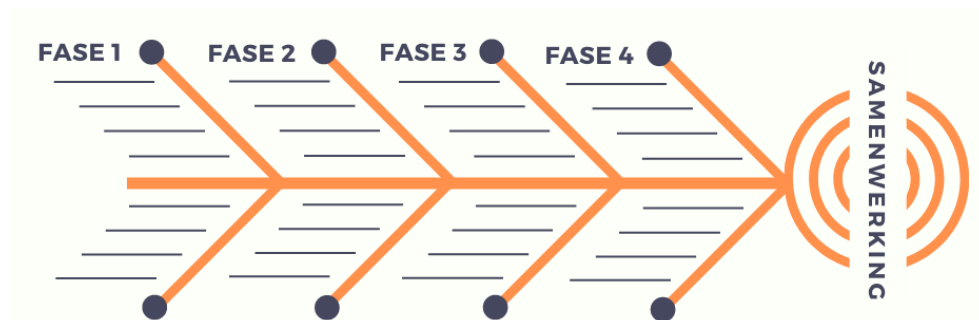 FASE 1
FASE 2
FASE 3
FASE 4
SAMENWERKING